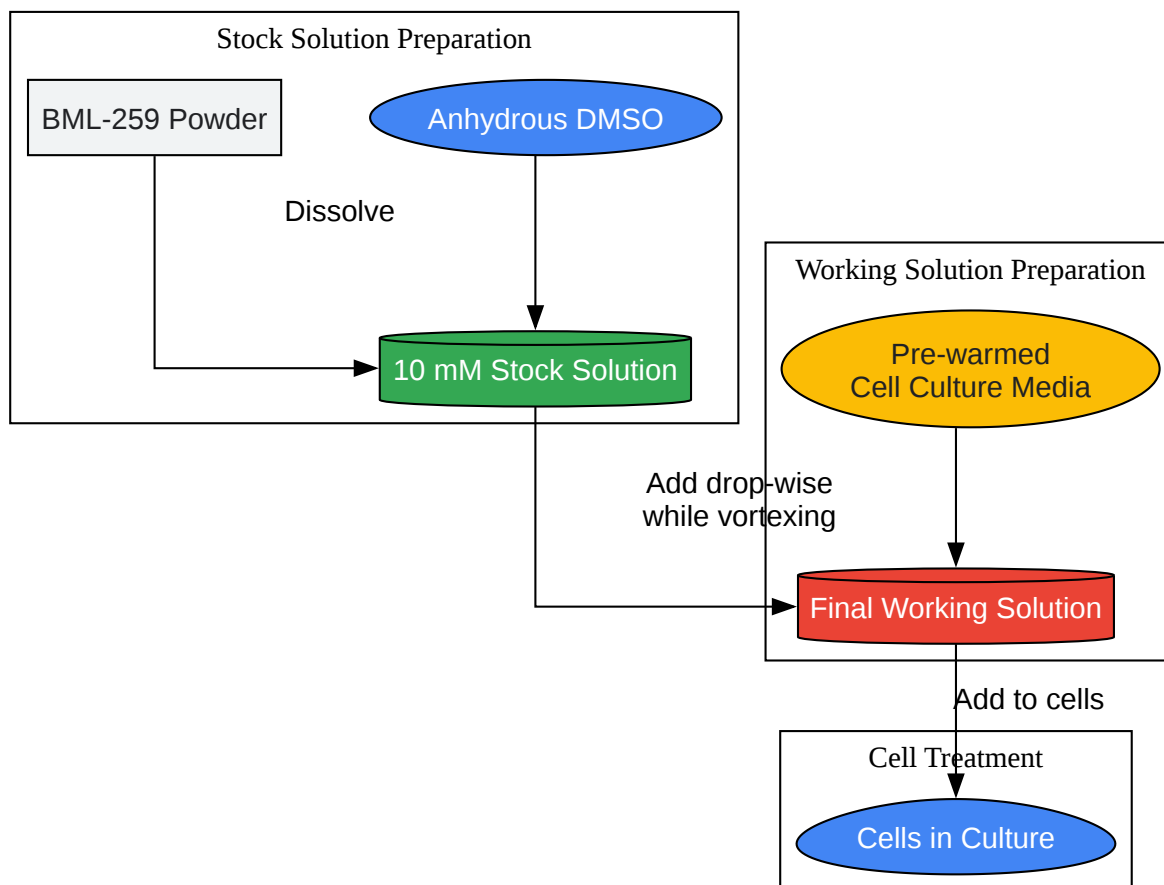 Stock Solution Preparation
BML-259 Powder
Anhydrous DMSO
Dissolve
10 mM Stock Solution
Working Solution Preparation
Pre-warmed
Cell Culture Media
Add drop-wise
while vortexing
Final Working Solution
Add to cells
Cell Treatment
Cells in Culture